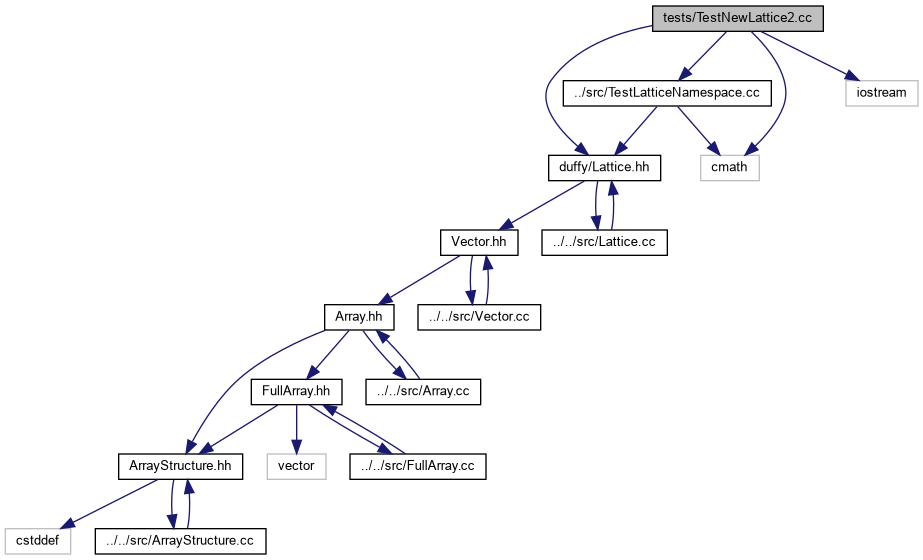 tests/TestNewLattice2.cc
../src/TestLatticeNamespace.cc
iostream
duffy/Lattice.hh
cmath
Vector.hh
../../src/Lattice.cc
Array.hh
../../src/Vector.cc
FullArray.hh
../../src/Array.cc
ArrayStructure.hh
vector
../../src/FullArray.cc
cstddef
../../src/ArrayStructure.cc